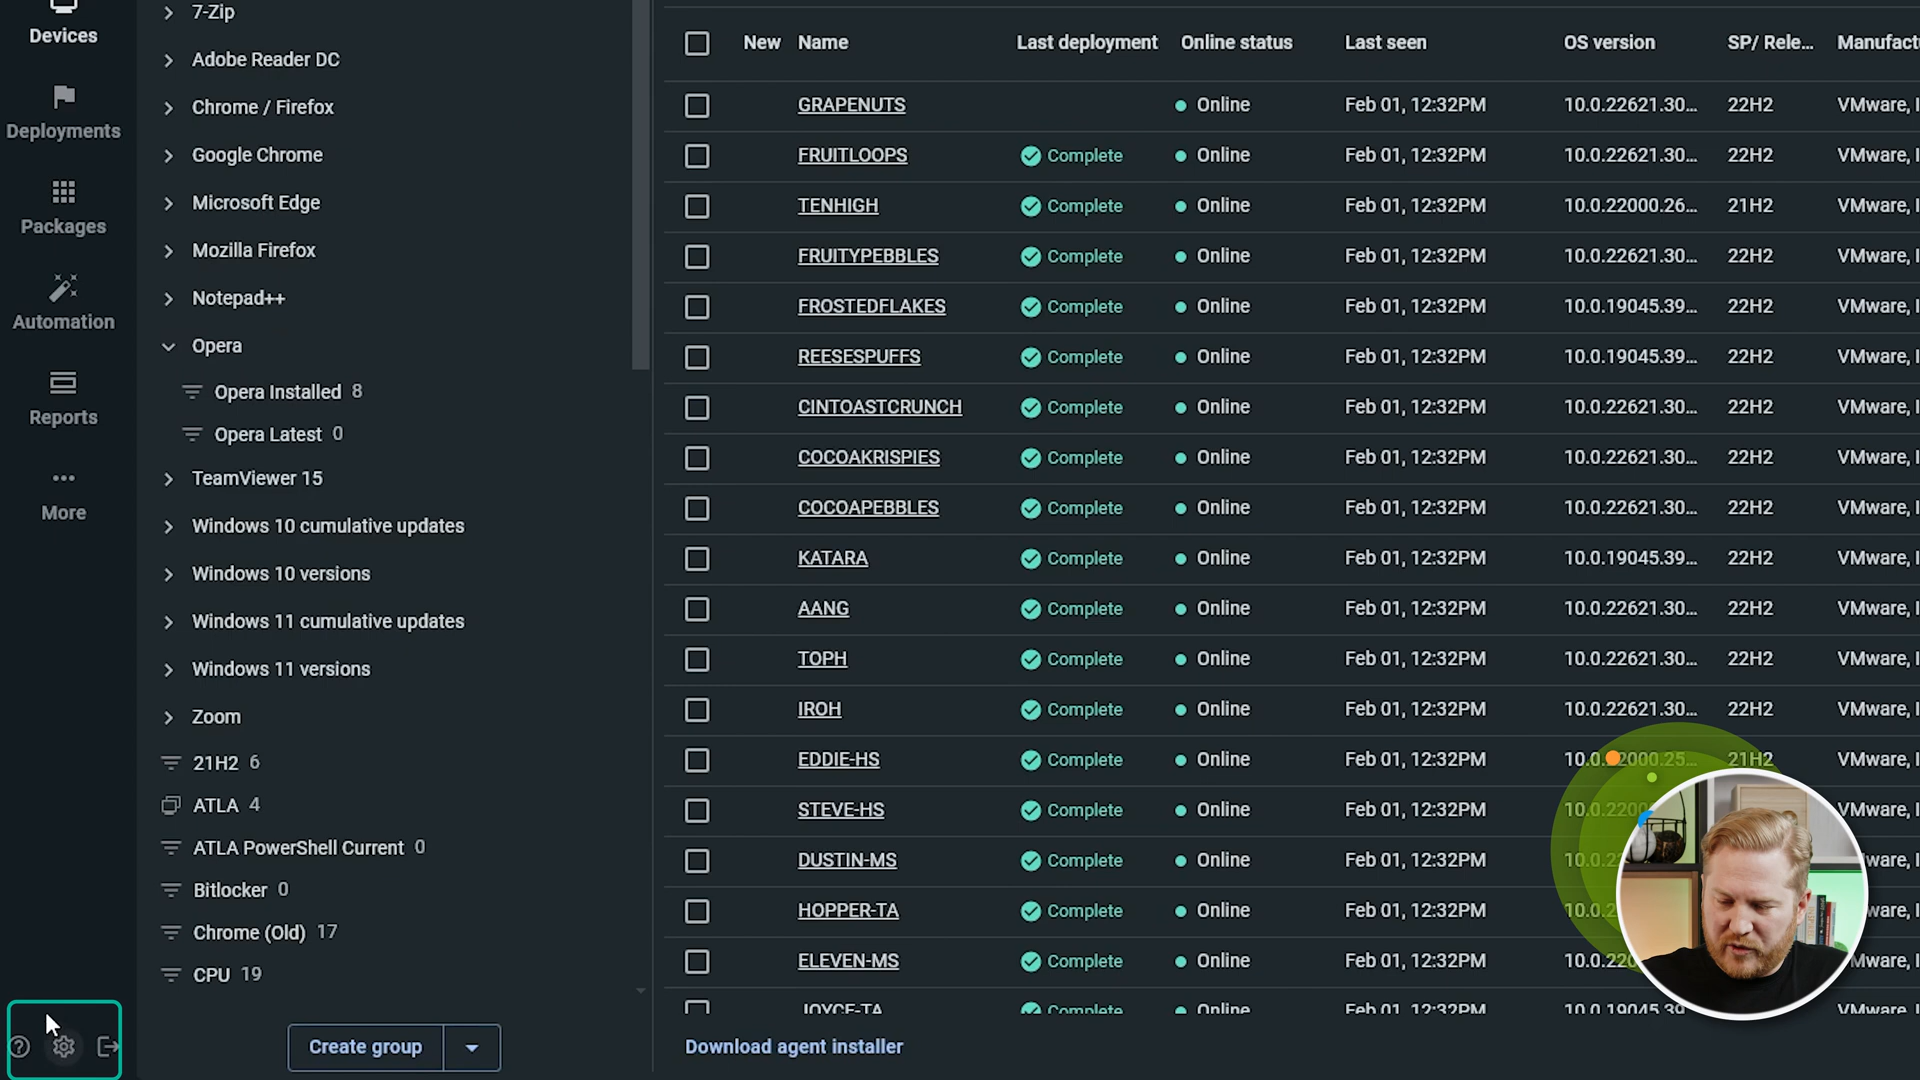 Devices
Deployments
Packages
Automation
Reports
More
7-Zip
Adobe Reader DC
Chrome / Firefox
Google Chrome
Microsoft Edge
Mozilla Firefox
Notepad++
Opera
Opera Installed 8
Opera Latest 0
TeamViewer 15
Windows 10 cumulative updates
Windows 10 versions
Windows 11 cumulative updates
Windows 11 versions
Zoom
21H2 6
ATLA 4
ATLA PowerShell Current 0
Bitlocker 0
Chrome (Old) 17
CPU 19
Create group
New Name Last deployment Online status Last seen OS version SP/ Rele... Manufactu
GRAPENUTS Online Feb 01, 12:32PM 10.0.22621.30... 22H2 VMware, I
FRUITLOOPS Complete Online Feb 01, 12:32PM 10.0.22621.30... 22H2 VMware, I
TENHIGH Complete Online Feb 01, 12:32PM 10.0.22000.26... 21H2 VMware, I
FRUITYPEBBLES Complete Online Feb 01, 12:32PM 10.0.22621.30... 22H2 VMware, I
FROSTEDFLAKES Complete Online Feb 01, 12:32PM 10.0.19045.39... 22H2 VMware, I
REESESPUFFS Complete Online Feb 01, 12:32PM 10.0.19045.39... 22H2 VMware, I
CINTOASTCRUNCH Complete Online Feb 01, 12:32PM 10.0.22621.30... 22H2 VMware, I
COCOAKRISPIES Complete Online Feb 01, 12:32PM 10.0.22621.30... 22H2 VMware, I
COCOAPEBBLES Complete Online Feb 01, 12:32PM 10.0.22621.30... 22H2 VMware, I
KATARA Complete Online Feb 01, 12:32PM 10.0.19045.39... 22H2 VMware, I
AANG Complete Online Feb 01, 12:32PM 10.0.22621.30... 22H2 VMware, I
TOPH Complete Online Feb 01, 12:32PM 10.0.22621.30... 22H2 VMware, I
IROH Complete Online Feb 01, 12:32PM 10.0.22621.30... 22H2 VMware, I
EDDIE-HS Complete Online Feb 01, 12:32PM 21H2 VMware, I
STEVE-HS Complete Online Feb 01, 12:32PM VMware, I
DUSTIN-MS Complete Online Feb 01, 12:32PM
HOPPER-TA Complete Online Feb 01, 12:32PM
ELEVEN-MS Complete Online Feb 01, 12:32PM
JOYCE-TA Complete Online Feb 01, 12:32PM 10.0.19045.39
Download agent installer